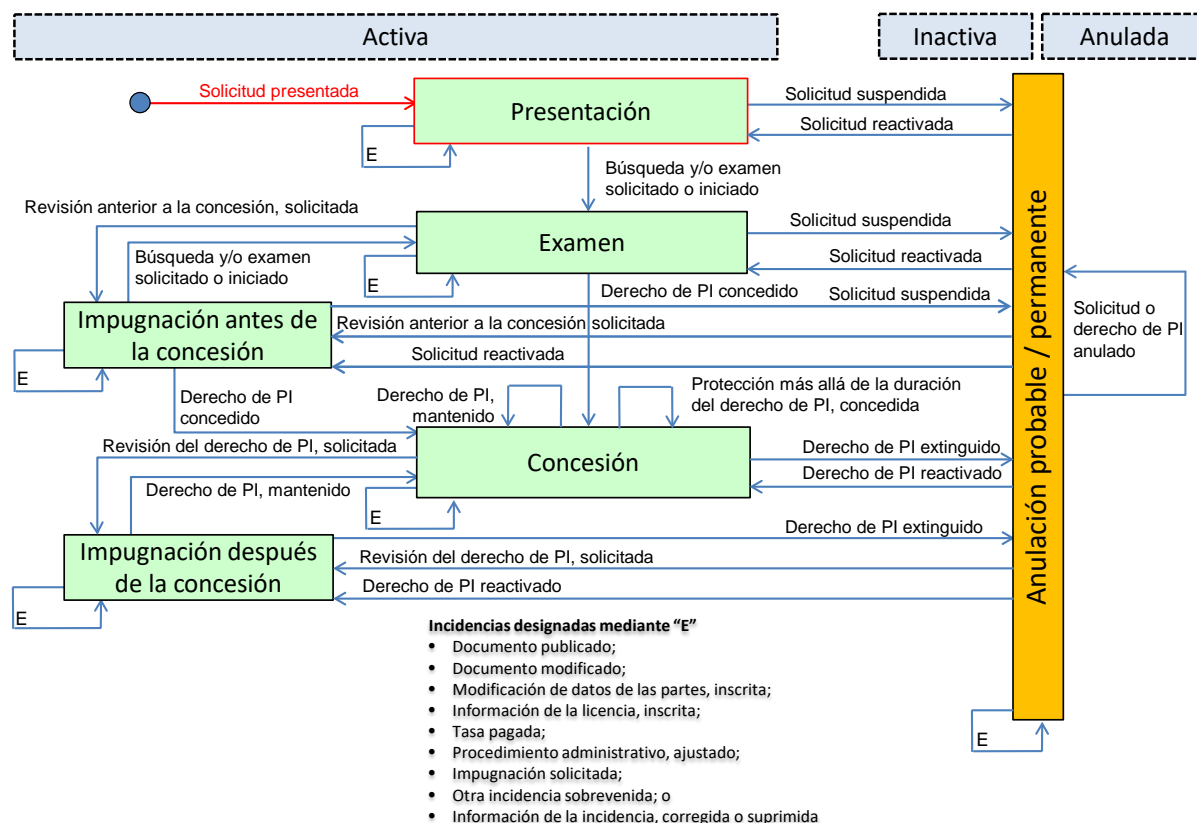 Activa
Inactiva
Anulada
Solicitud presentada
Presentación
Solicitud suspendida
Solicitud reactivada
E
Búsqueda y/o examen
solicitado o iniciado
Revisión anterior a la concesión, solicitada
Examen
Solicitud suspendida
Solicitud reactivada
Búsqueda y/o examen
solicitado o iniciado
E
Derecho de PI concedido
Solicitud suspendida
Impugnación antes de
la concesión
Revisión anterior a la concesión solicitada
Solicitud reactivada
E
Solicitud o
derecho de PI
anulado
Anulación probable / permanente
Derecho de PI
concedido
Derecho de PI,
mantenido
Protección más allá de la duración
del derecho de PI, concedida
Revisión del derecho de PI, solicitada
Concesión
Derecho de PI extinguido
Derecho de PI reactivado
Derecho de PI, mantenido
E
Derecho de PI extinguido
Impugnación después
de la concesión
Revisión del derecho de PI, solicitada
Derecho de PI reactivado
E
Incidencias designadas mediante “E”
• Documento publicado;
• Documento modificado;
• Modificación de datos de las partes, inscrita;
• Información de la licencia, inscrita;
• Tasa pagada;
• Procedimiento administrativo, ajustado;
• Impugnación solicitada;
• Otra incidencia sobrevenida; o
• Información de la incidencia, corregida o suprimida
E